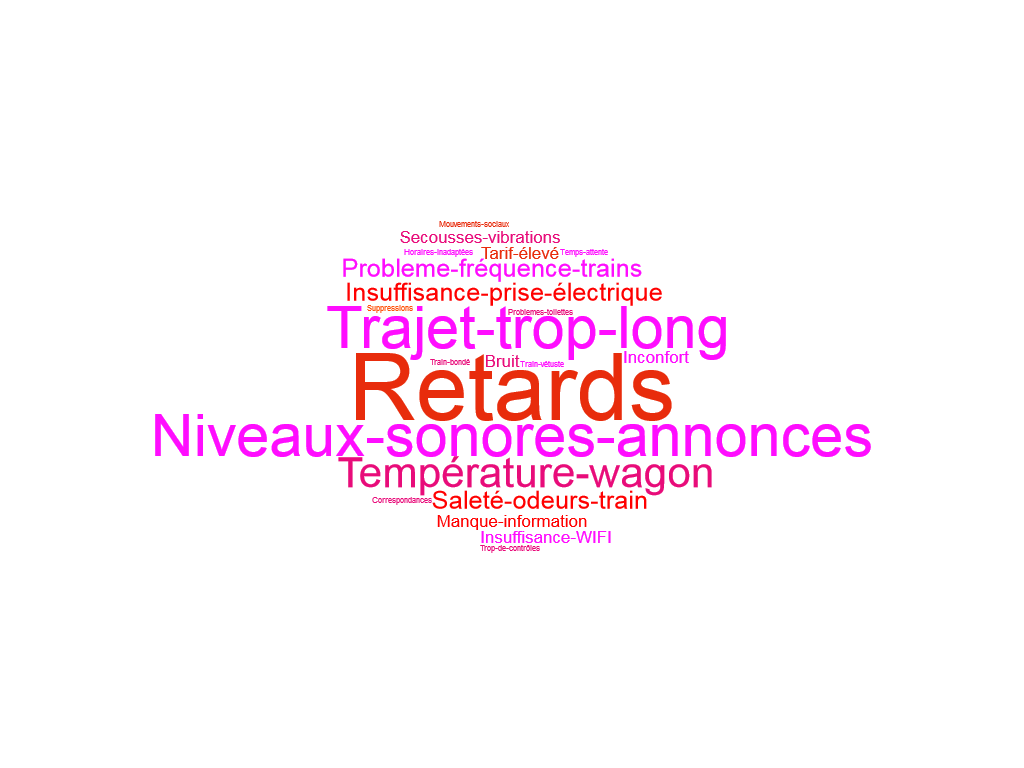 Mouvements-sociaux
Secousses-vibrations
Horaires-inadaptées Tarif-élevé Temps-attente
Probleme-fréquence-trains
Insuffisance-prise-électrique
Suppressions Problemes-toilettes
Trajet-trop-long
Train-bondé Bruit Train-vétuste Inconfort
Retards
Niveaux-sonores-annonces
Température-wagon
Correspondances Saleté-odeurs-train
Manque-information
Insuffisance-WIFI
Trop-de-contrôles